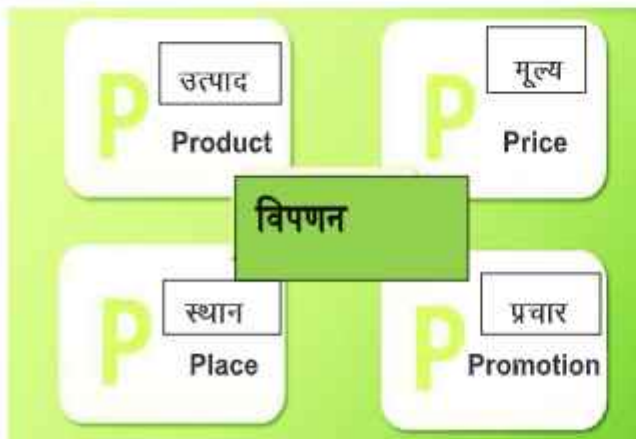 P
उत्पाद
Product
P
मूल्य
Price
विपणन
P
स्थान
Place
P
प्रचार
Promotion